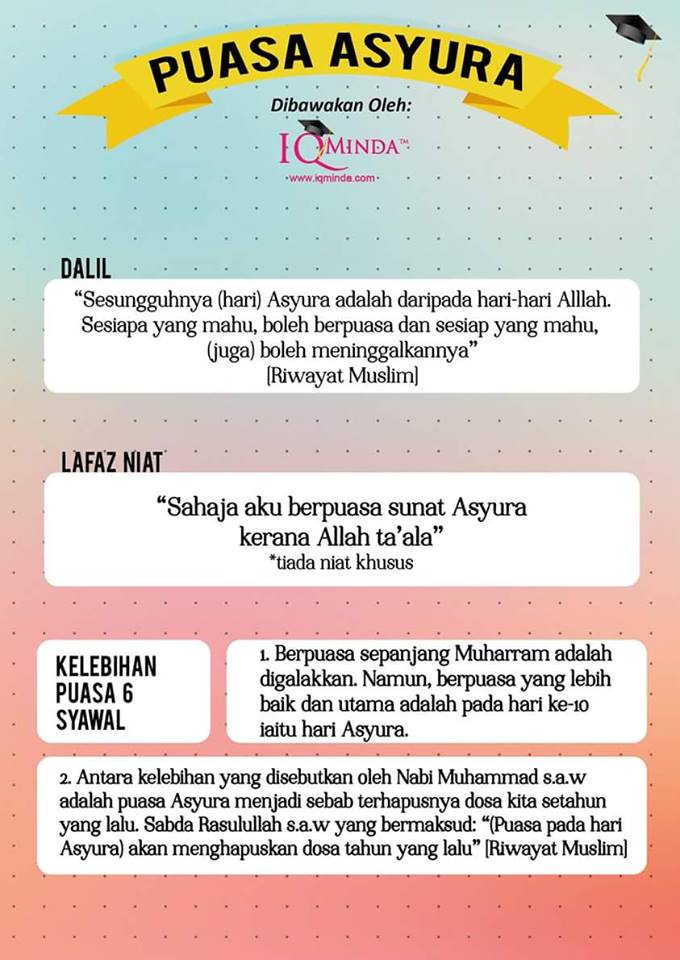 PUASA ASYURA
Dibawakan Oleh:
IQMINDA™
•www.iqminda.com•
DALIL
“Sesungguhnya (hari) Asyura adalah daripada hari-hari Alllah.
Sesiapa yang mahu, boleh berpuasa dan sesiap yang mahu,
(juga) boleh meninggalkannya”
[Riwayat Muslim]
LAFAZ NIAT
“Sahaja aku berpuasa sunat Asyura
kerana Allah ta’ala”
*tiada niat khusus
KELEBIHAN
PUASA 6
SYAWAL
1. Berpuasa sepanjang Muharram adalah
digalakkan. Namun, berpuasa yang lebih
baik dan utama adalah pada hari ke-10
iaitu hari Asyura.
2. Antara kelebihan yang disebutkan oleh Nabi Muhammad s.a.w
adalah puasa Asyura menjadi sebab terhapusnya dosa kita setahun
yang lalu. Sabda Rasulullah s.a.w yang bermaksud: “(Puasa pada hari
Asyura) akan menghapuskan dosa tahun yang lalu” [Riwayat Muslim]